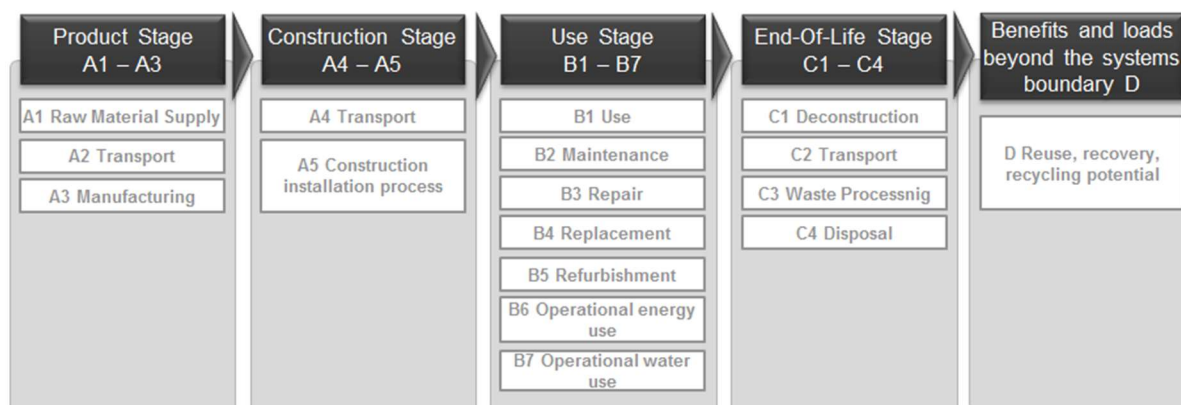 Product Stage
A1 – A3
A1 Raw Material Supply
A2 Transport
A3 Manufacturing
Construction Stage
A4 – A5
A4 Transport
A5 Construction
installation process
Use Stage
B1 – B7
B1 Use
B2 Maintenance
B3 Repair
B4 Replacement
B5 Refurbishment
B6 Operational energy
use
B7 Operational water
use
End-Of-Life Stage
C1 – C4
C1 Deconstruction
C2 Transport
C3 Waste Processnig
C4 Disposal
Benefits and loads
beyond the systems
boundary D
D Reuse, recovery,
recycling potential